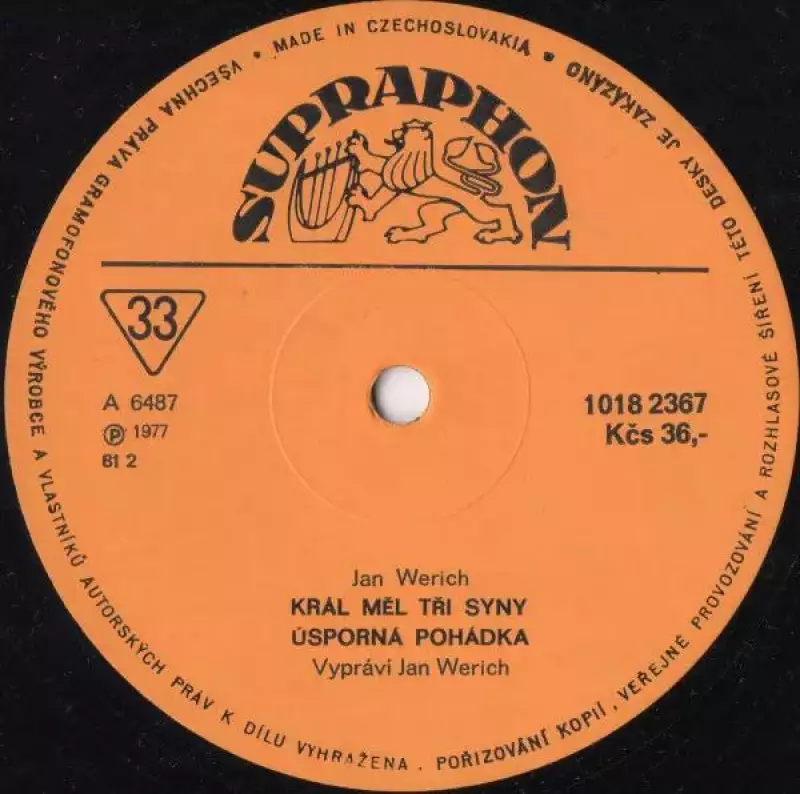 VŠECHNA PRÁVA GRAMOFONOVÉHO VÝROBCE A VLASTNÍKŮ AUTORSKÝCH PRÁV K DÍLU VYHRAŽENA. POŘIZOVÁNÍ KOPIÍ, VEŘEJNÉ PROVOZOVÁNÍ A ROZHLASOVÉ ŠÍŘENÍ TÉTO DESKY JE ZAKÁZÁNO
• MADE IN CZECHOSLOVAKIA •
SUPRAPHON
33
A 6487
Ⓟ 1977
81 2
1018 2367
Kčs 36,-
Jan Werich
KRÁL MĚL TŘI SYNY
ÚSPORNÁ POHÁDKA
Vypráví Jan Werich